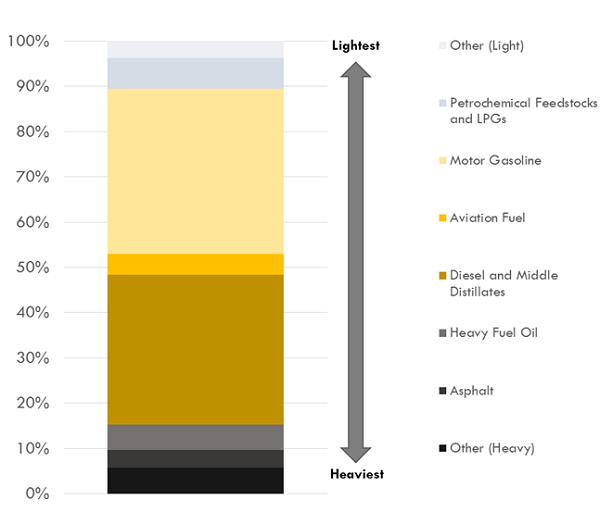 100%
90%
80%
70%
60%
50%
40%
30%
20%
10%
0%
Lightest
Heaviest
Other (Light)
Petrochemical Feedstocks
and LPGs
Motor Gasoline
Aviation Fuel
Diesel and Middle
Distillates
Heavy Fuel Oil
Asphalt
Other (Heavy)